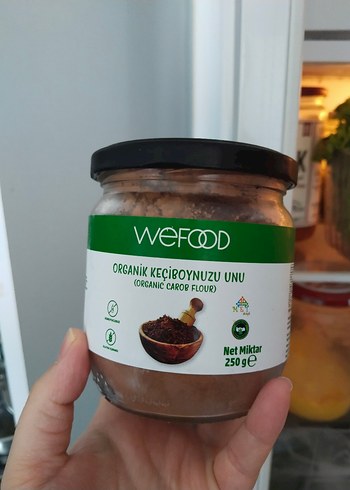 WEFOOD
ORGANİK KEÇİBOYNUZU UNU
(ORGANIC CAROB FLOUR)
Net Miktar
250 g e